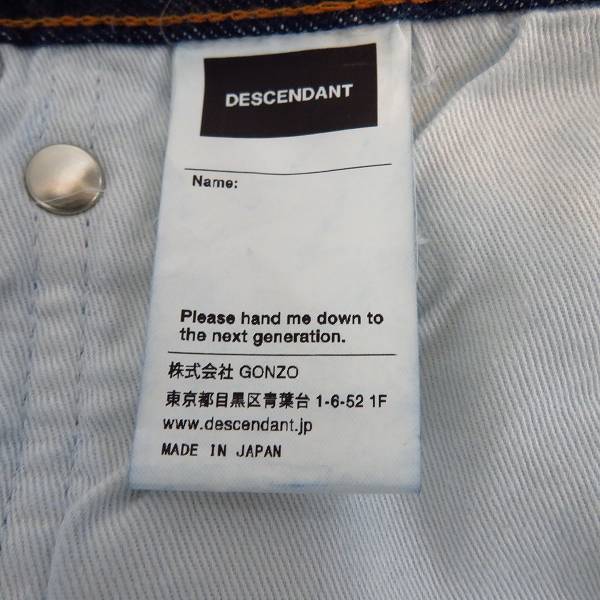 DESCENDANT
Name:
Please hand me down to
the next generation.
株式会社 GONZO
東京都目黒区青葉台 1-6-52 1F
www.descendant.jp
MADE IN JAPAN